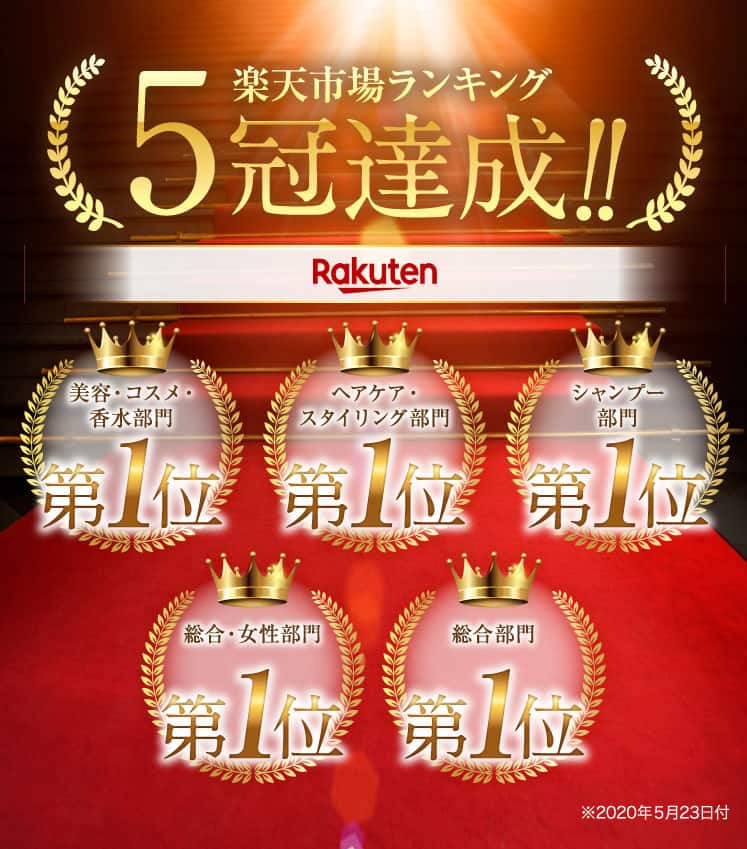 楽天市場ランキング
5冠達成!!
Rakuten
美容・コスメ・
香水部門
第1位
ヘアケア・
スタイリング部門
第1位
シャンプー
部門
第1位
総合・女性部門
第1位
総合部門
第1位
※2020年5月23日付